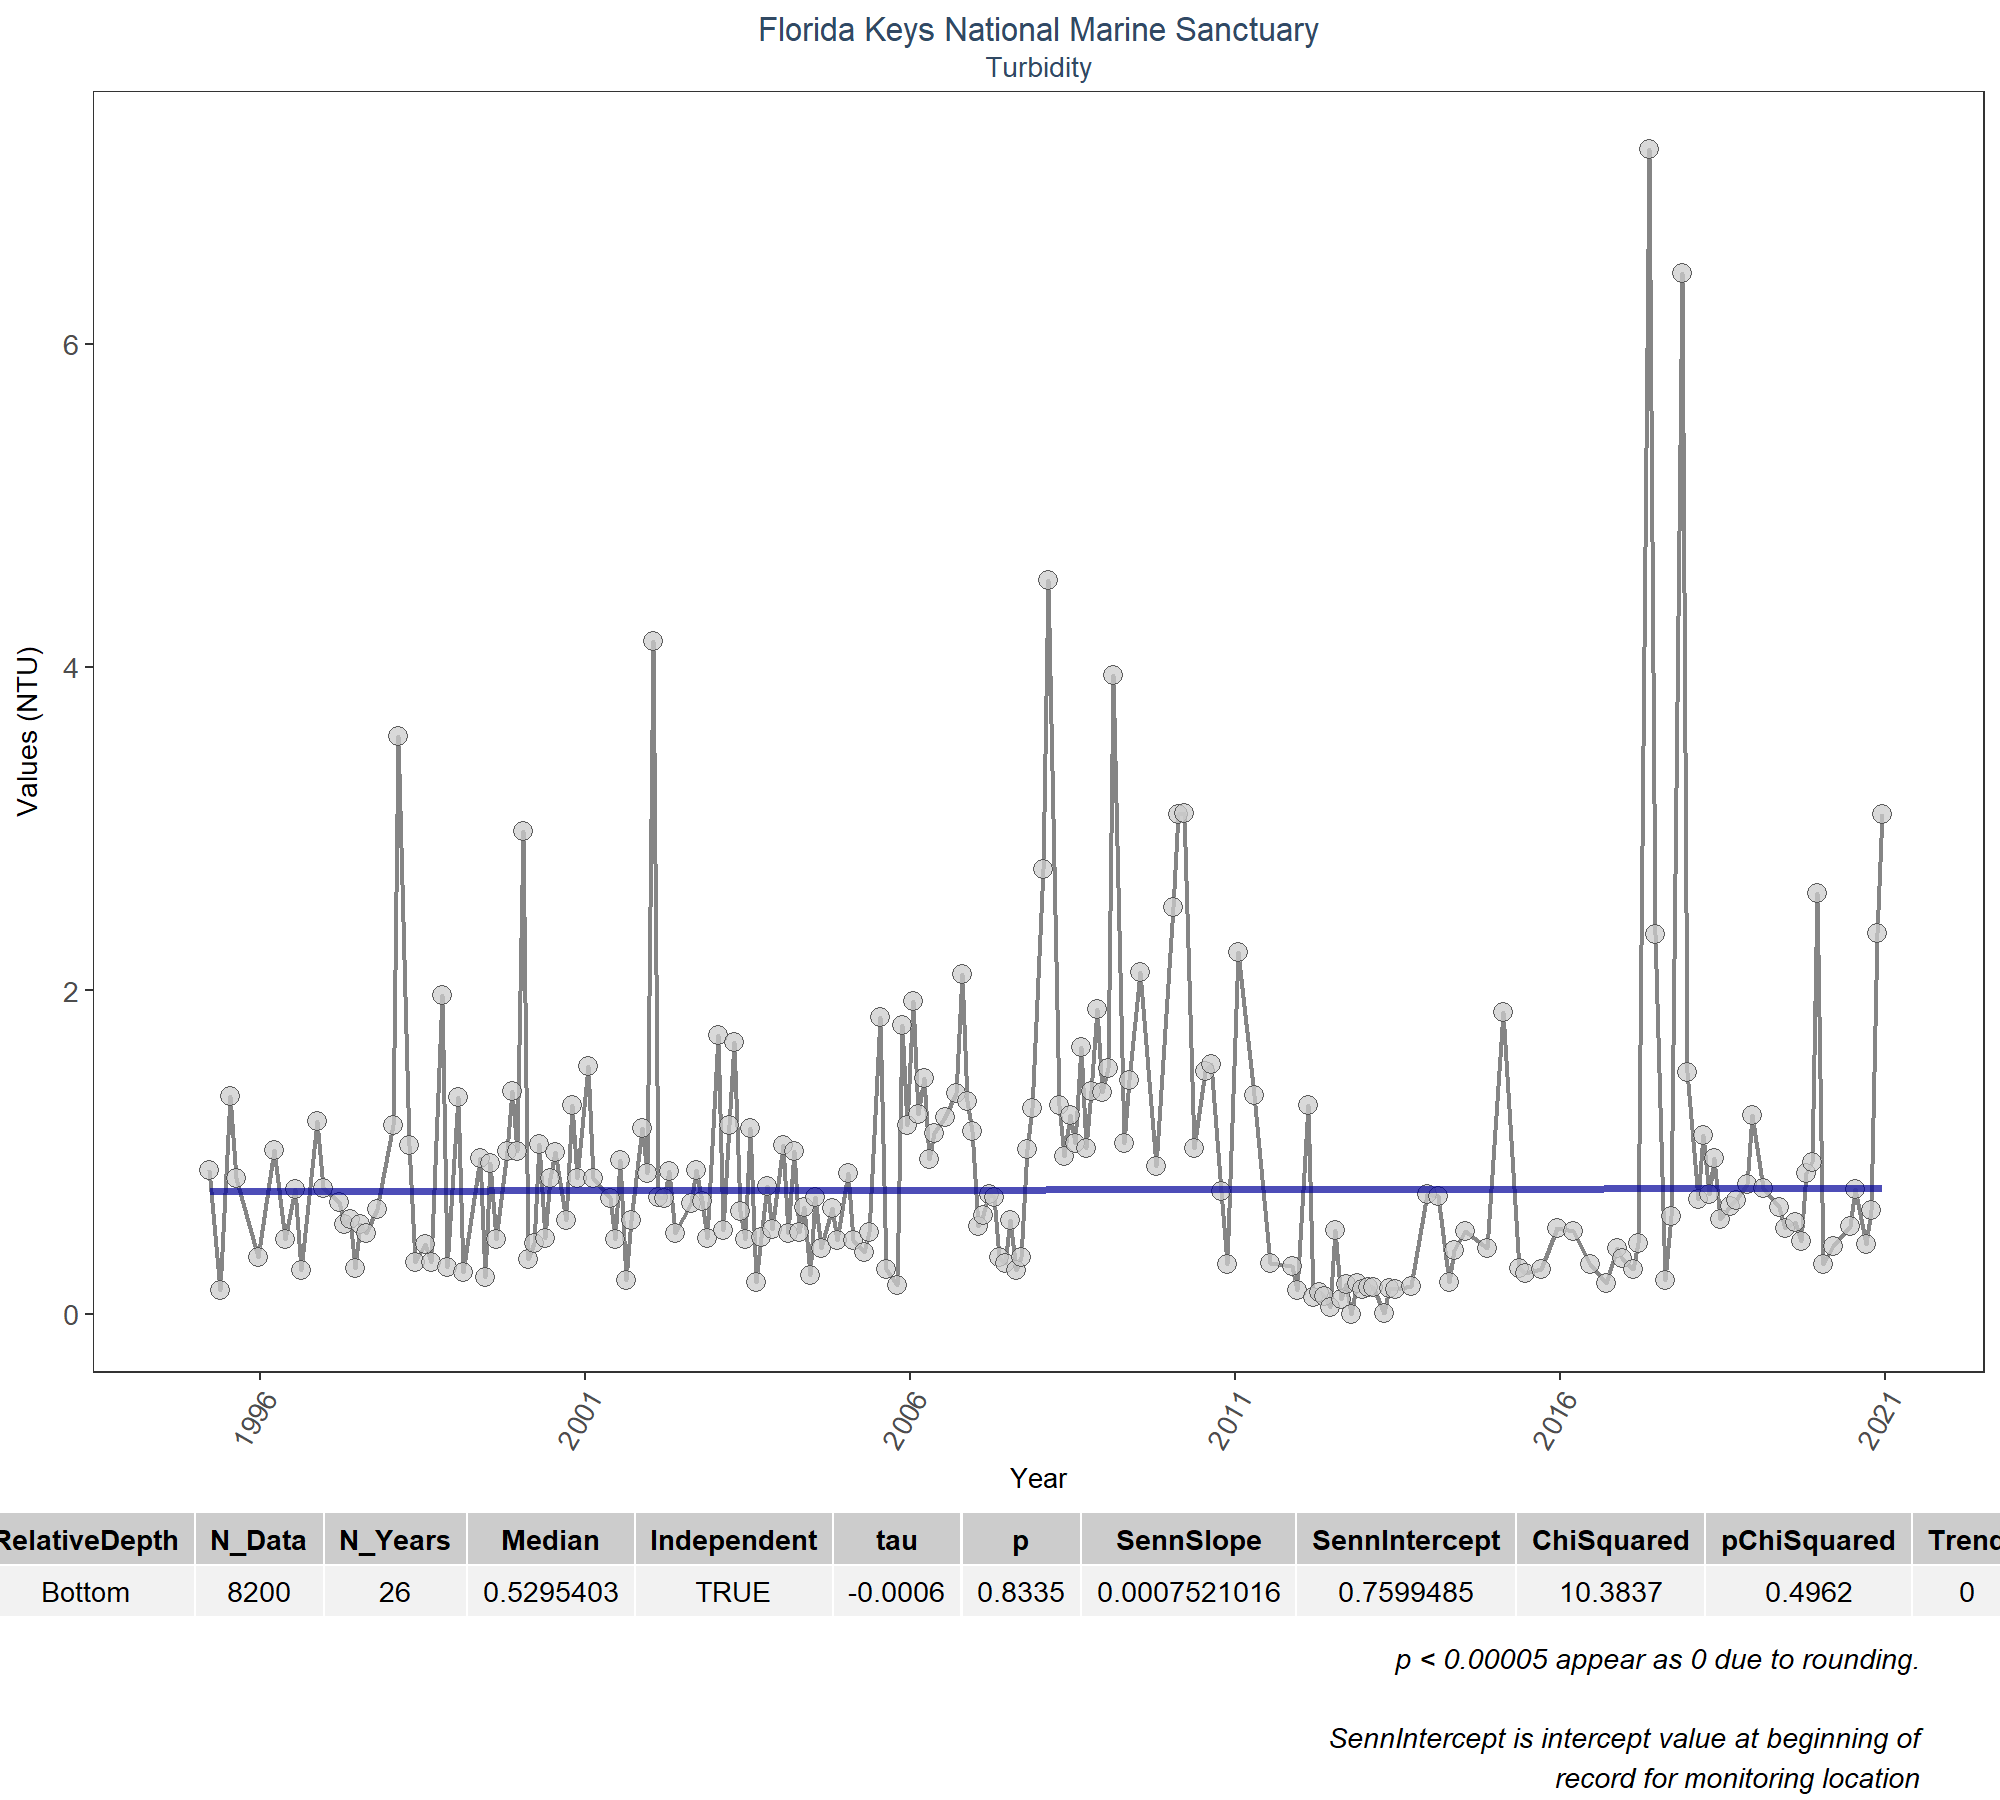 Florida Keys National Marine Sanctuary
Turbidity
Values (NTU)
6
4
2
0
1996 2001 2006 2011 2016 2021
Year
RelativeDepth N_Data N_Years Median Independent tau p SennSlope SennIntercept ChiSquared pChiSquared Trend
Bottom 8200 26 0.5295403 TRUE -0.0006 0.8335 0.0007521016 0.7599485 10.3837 0.4962 0
p < 0.00005 appear as 0 due to rounding.
SennIntercept is intercept value at beginning of
record for monitoring location